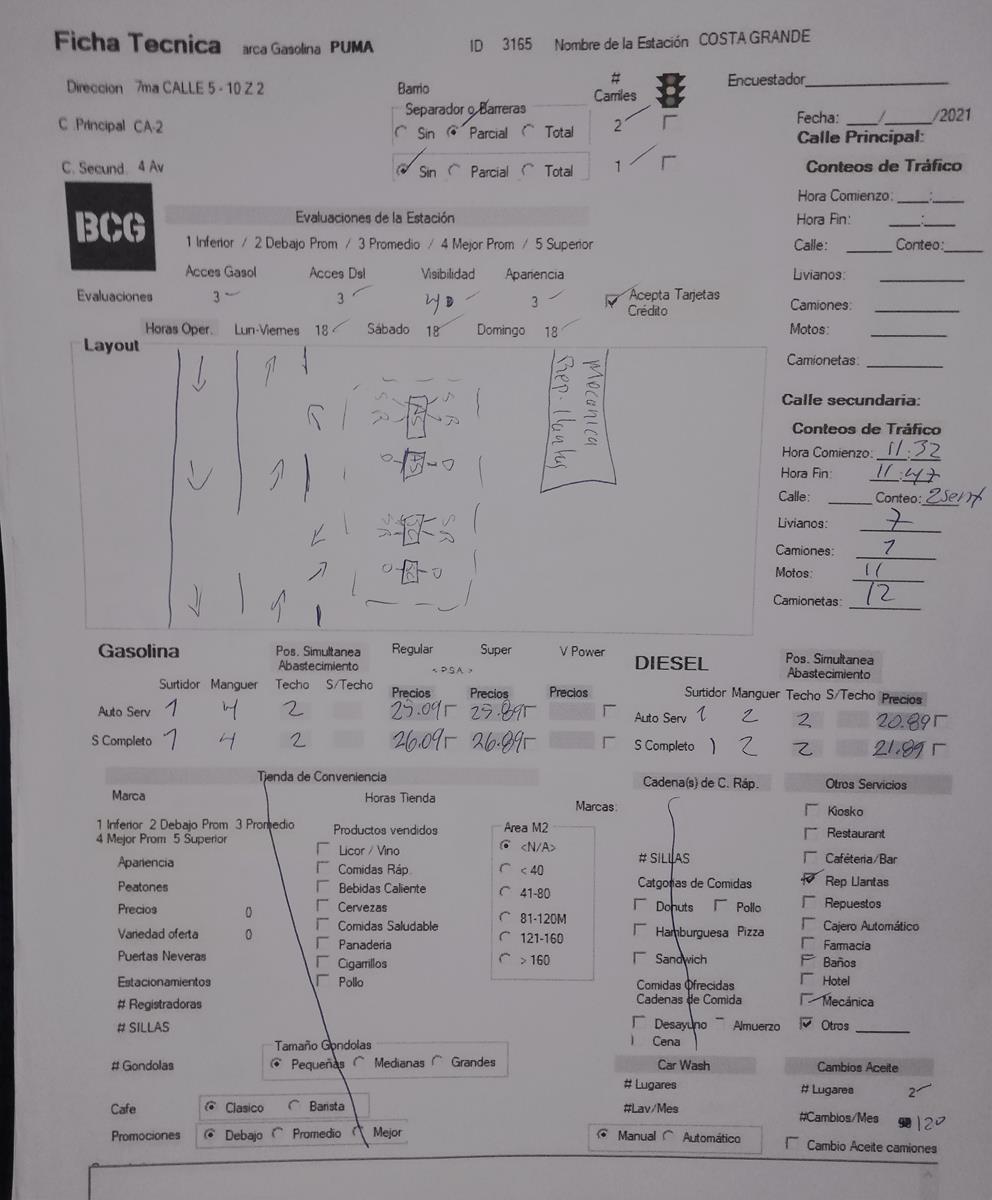 Ficha Tecnica arca Gasolina PUMA ID 3165 Nombre de la Estación COSTA GRANDE
Direccion 7ma CALLE 5 - 10 Z 2 Barrio # Carriles Encuestador
Separador o Barreras
C Principal CA-2 Sin Parcial Total 2
Fecha: / /2021
C. Secund. 4 Av Sin Parcial Total 1
Calle Principal:
Conteos de Tráfico
Hora Comienzo: :
Hora Fin: :
Calle: Conteo:
Livianos:
Camiones:
Motos:
Camionetas:
BCG
Evaluaciones de la Estación
1 Inferior / 2 Debajo Prom / 3 Promedio / 4 Mejor Prom / 5 Superior
Acces Gasol Acces Dsl Visibilidad Apariencia
Evaluaciones 3 3 4 3 Acepta Tarjetas Crédito
Horas Oper. Lun-Viernes 18 Sábado 18 Domingo 18
Layout
S R AS S R
D AS D
S R SC S R
D SC D
Mecanica
Rep. llantas
Calle secundaria:
Conteos de Tráfico
Hora Comienzo: 11:32
Hora Fin: 11:47
Calle: Conteo: 2
Livianos: 7
Camiones: 1
Motos: 11
Camionetas: 12
Gasolina Pos. Simultanea Abastecimiento Regular Super V Power
< P.S.A >
Surtidor Manguer Techo S/Techo Precios Precios Precios
Auto Serv 1 4 2 25.09 25.89
S Completo 1 4 2 26.09 26.89
DIESEL Pos. Simultanea Abastecimiento
Surtidor Manguer Techo S/Techo Precios
Auto Serv 1 2 2 20.89
S Completo 1 2 2 21.89
Tienda de Conveniencia
Marca Horas Tienda Marcas:
1 Inferior 2 Debajo Prom 3 Promedio
4 Mejor Prom 5 Superior
Apariencia
Peatones
Precios 0
Variedad oferta 0
Puertas Neveras
Estacionamientos
# Registradoras
# SILLAS
# Gondolas
Productos vendidos
Licor / Vino
Comidas Ráp.
Bebidas Caliente
Cervezas
Comidas Saludable
Panaderia
Cigarrillos
Pollo
Area M2
<N/A>
< 40
41-80
81-120M
121-160
> 160
Tamaño Gondolas
Pequeñas Medianas Grandes
Cafe Clasico Barista
Promociones Debajo Promedio Mejor
Cadena(s) de C. Ráp.
# SILLAS
Catgorias de Comidas
Donuts Pollo
Hamburguesa Pizza
Sandwich
Comidas Ofrecidas
Cadenas de Comida
Desayuno Almuerzo
Cena
Car Wash
# Lugares
#Lav/Mes
Manual Automático
Otros Servicios
Kiosko
Restaurant
Caféteria/Bar
Rep Llantas
Repuestos
Cajero Automático
Farmacia
Baños
Hotel
Mecánica
Otros
Cambios Aceite
# Lugares 2
#Cambios/Mes 120
Cambio Aceite camiones